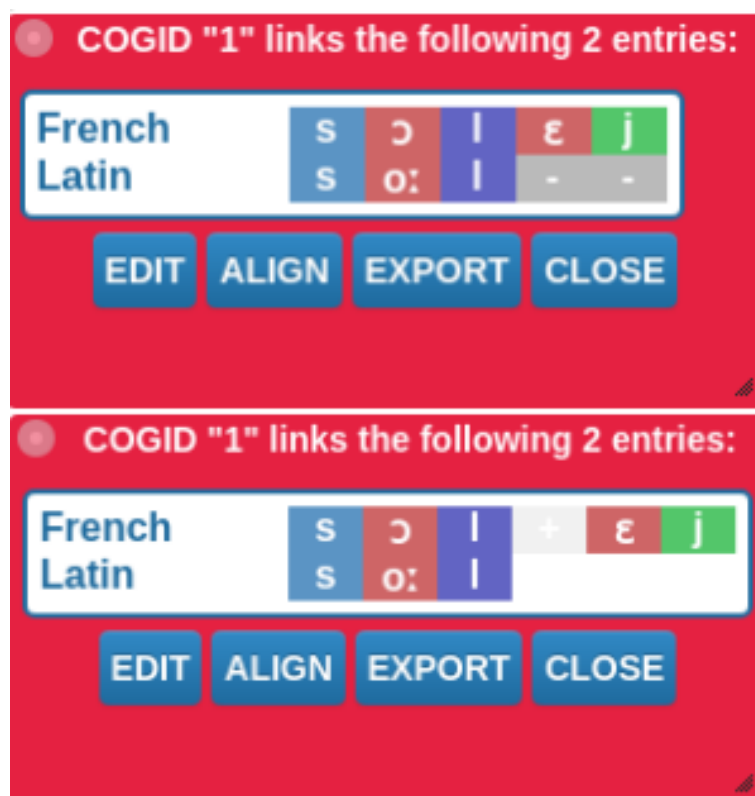 COGID "1" links the following 2 entries:
French s ɔ l ɛ j
Latin s oː l - -
EDIT ALIGN EXPORT CLOSE
COGID "1" links the following 2 entries:
French s ɔ l + ɛ j
Latin s oː l
EDIT ALIGN EXPORT CLOSE